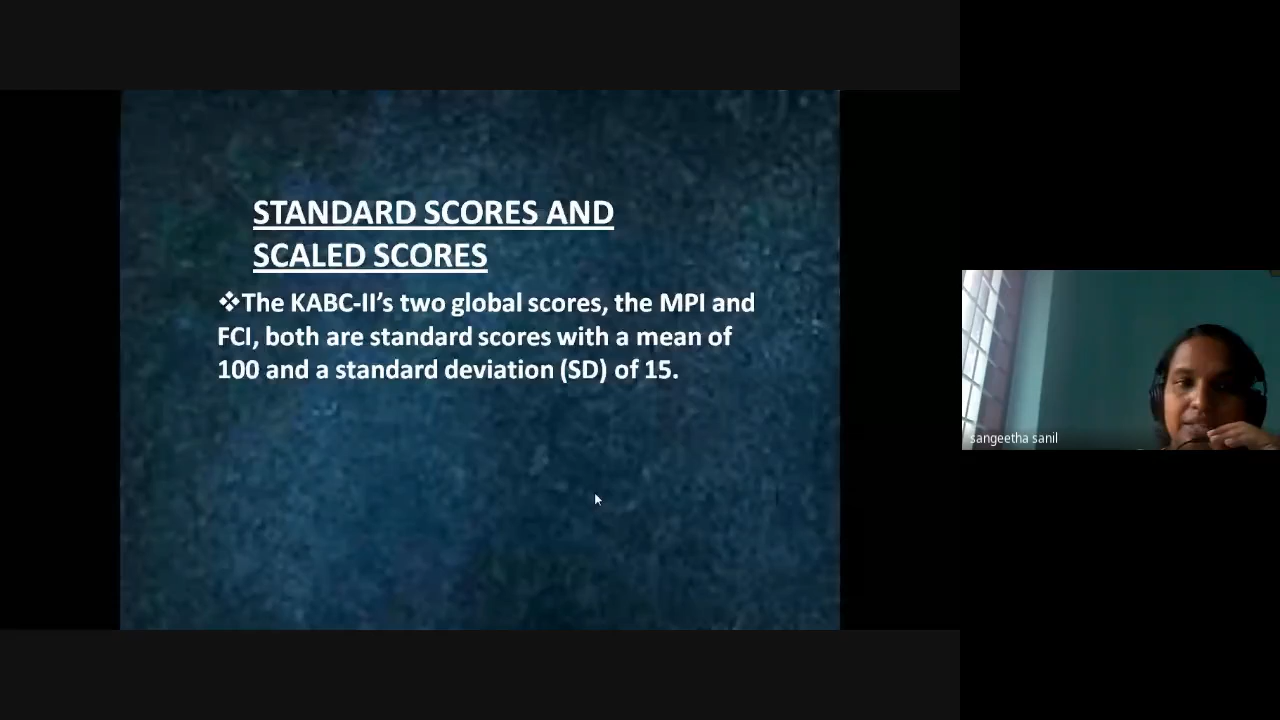 STANDARD SCORES AND
SCALED SCORES
❖The KABC-II’s two global scores, the MPI and
FCI, both are standard scores with a mean of
100 and a standard deviation (SD) of 15.
sangeetha sanil